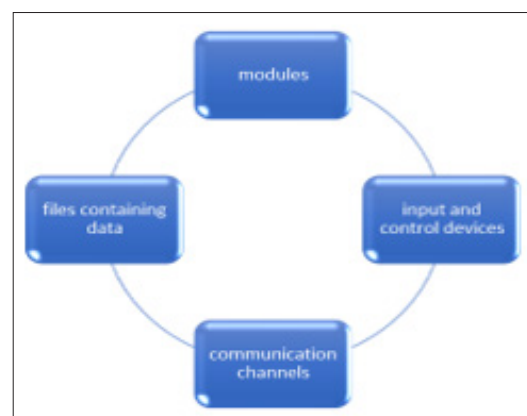 modules
files containing
data
input and
control devices
communication
channels